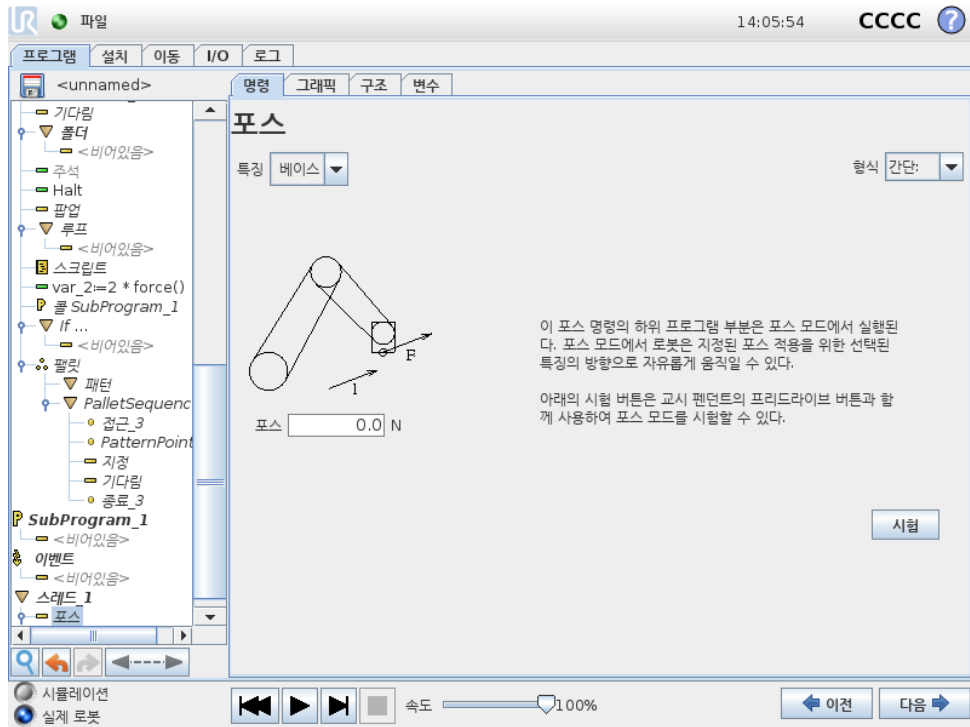 UR 파일 14:05:54 CCCC ?
프로그램 설치 이동 I/O 로그
<unnamed>
명령 그래픽 구조 변수
기다림
폴더
<비어있음>
주석
Halt
팝업
루프
<비어있음>
스크립트
var_2:=2 * force()
콜 SubProgram_1
If ...
<비어있음>
팔릿
패턴
PalletSequenc
접근_3
PatternPoint
지정
기다림
종료_3
SubProgram_1
<비어있음>
이벤트
<비어있음>
스레드_1
포스
포스
특징 베이스
형식 간단:
F
1
포스 0.0 N
이 포스 명령의 하위 프로그램 부분은 포스 모드에서 실행된
다. 포스 모드에서 로봇은 지정된 포스 적용을 위한 선택된
특징의 방향으로 자유롭게 움직일 수 있다.
아래의 시험 버튼은 교시 펜던트의 프리드라이브 버튼과 함
께 사용하여 포스 모드를 시험할 수 있다.
시험
시뮬레이션
실제 로봇
속도 100%
이전 다음